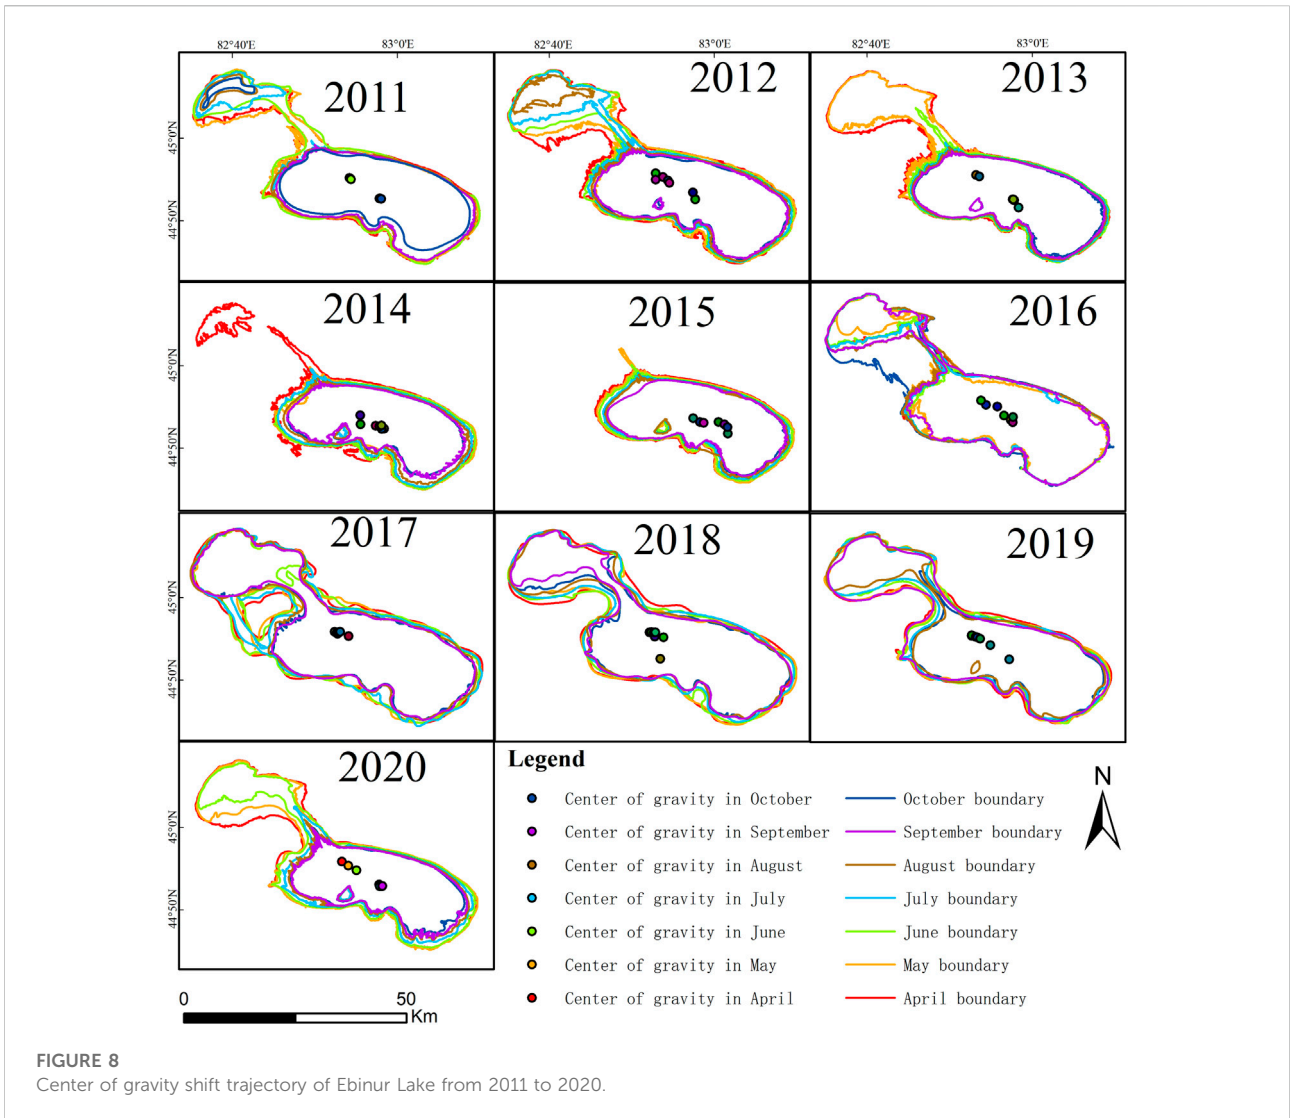 82°40'E
83°0'E
82°40'E
83°0'E
82°40'E
83°0'E
45°0'N
44°50'N
2011
2012
2013
45°0'N
44°50'N
2014
2015
2016
45°0'N
44°50'N
2017
2018
2019
45°0'N
44°50'N
2020
Legend
Center of gravity in October
October boundary
Center of gravity in September
September boundary
Center of gravity in August
August boundary
Center of gravity in July
July boundary
Center of gravity in June
June boundary
Center of gravity in May
May boundary
Center of gravity in April
April boundary
N
0
50
Km
FIGURE 8
Center of gravity shift trajectory of Ebinur Lake from 2011 to 2020.